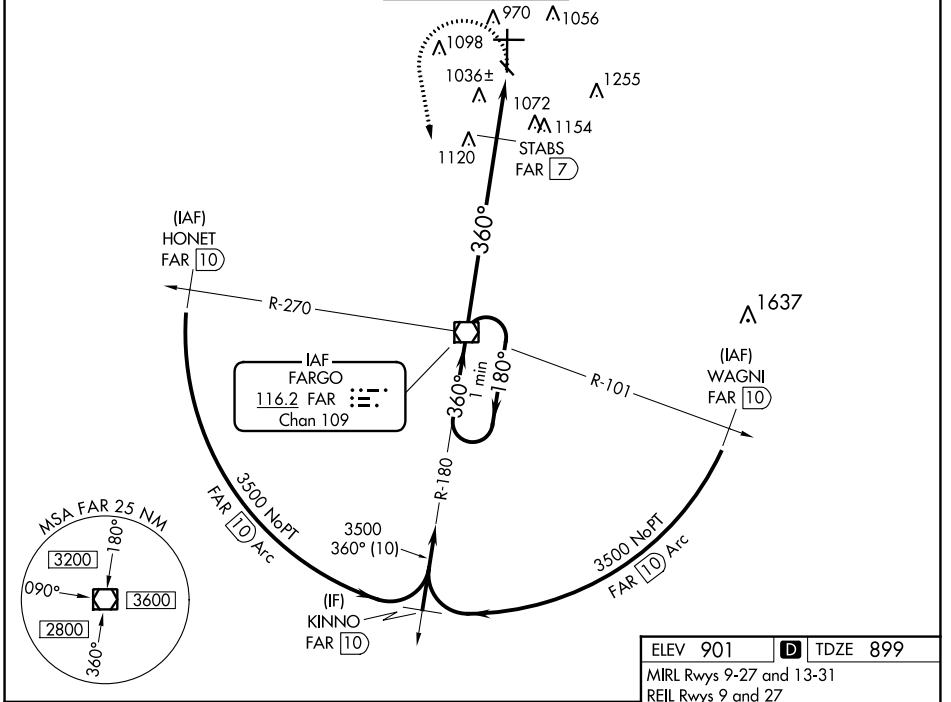 970
1056
1098
1036±
1255
1072
1154
1120
STABS
FAR 7
360°
(IAF)
HONET
FAR 10
R-270
1637
IAF
FARGO
116.2 FAR
Chan 109
360°
1 min
180°
R-101
(IAF)
WAGNI
FAR 10
R-180
3500 NoPT
FAR 10 Arc
3500
360° (10)
3500 NoPT
FAR 10 Arc
(IF)
KINNO
FAR 10
MSA FAR 25 NM
180°
3200
090°
3600
2800
360°
ELEV 901 D TDZE 899
MIRL Rwys 9-27 and 13-31
REIL Rwys 9 and 27